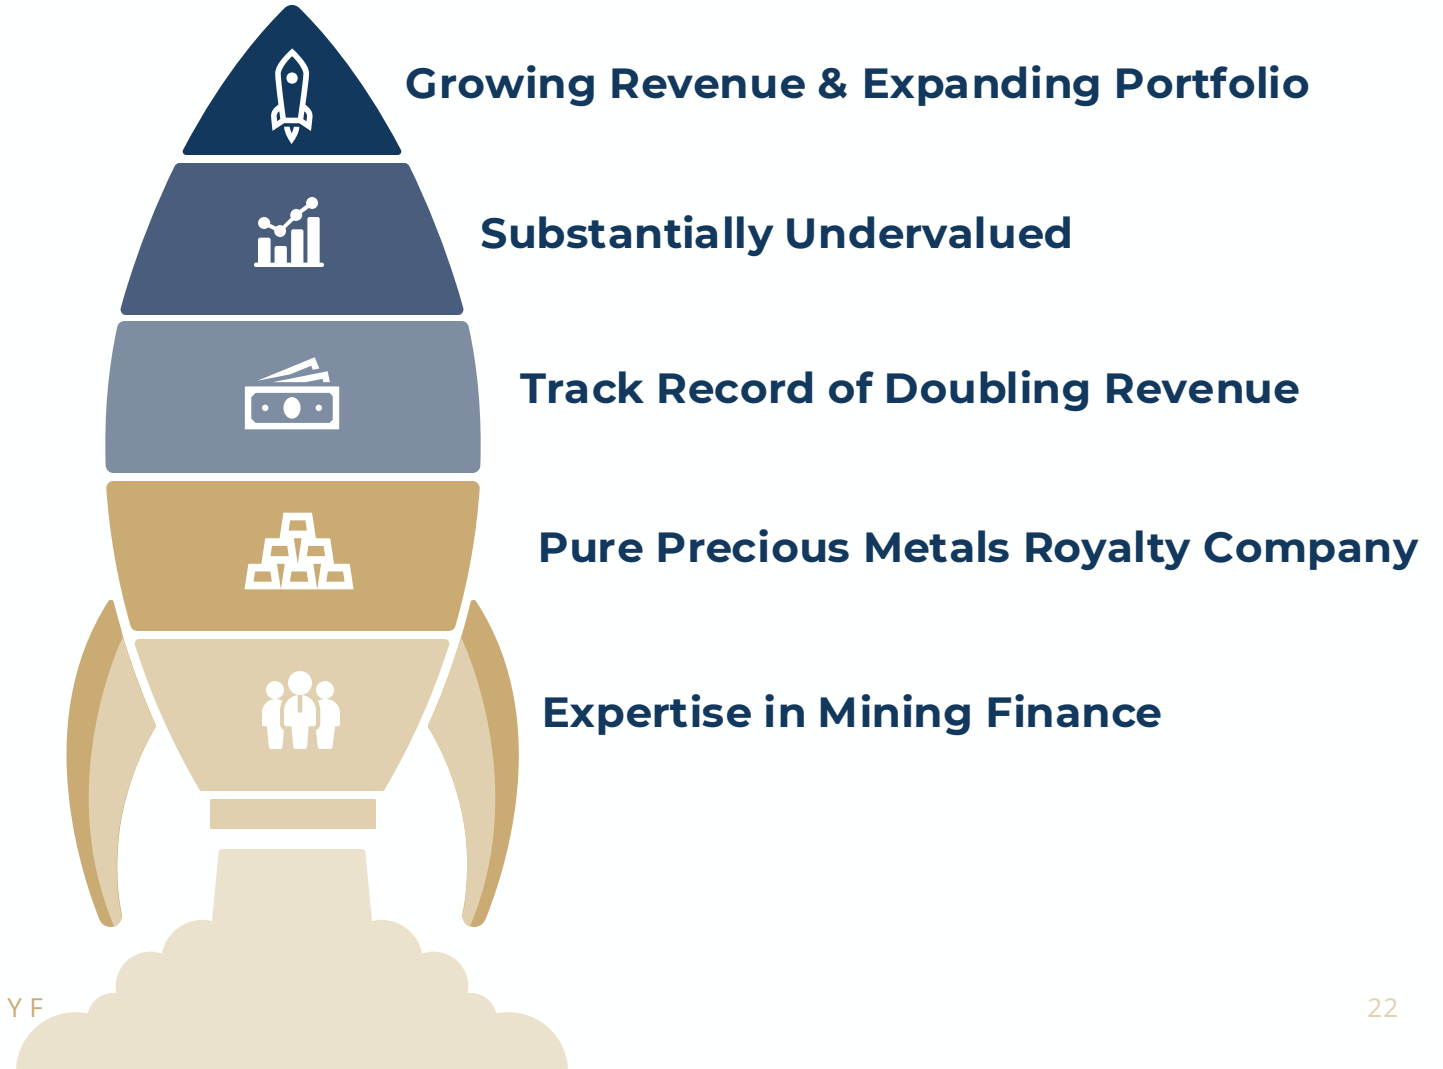 Growing Revenue & Expanding Portfolio
Substantially Undervalued
Track Record of Doubling Revenue
Pure Precious Metals Royalty Company
Expertise in Mining Finance
YF
22